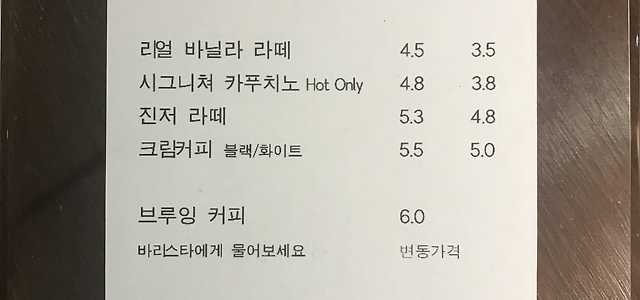 리얼 바닐라 라떼 4.5 3.5
시그니쳐 카푸치노 Hot Only 4.8 3.8
진저 라떼 5.3 4.8
크림커피 블랙/화이트 5.5 5.0
브루잉 커피 6.0
바리스타에게 물어보세요 변동가격